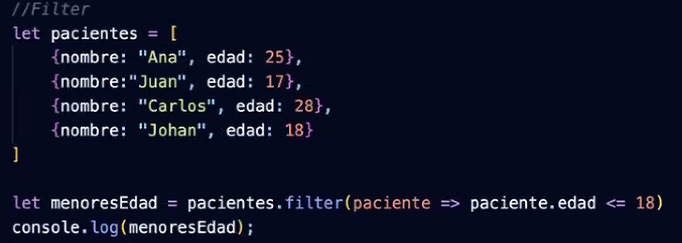 //Filter
let pacientes = [
    {nombre: "Ana", edad: 25},
    {nombre:"Juan", edad: 17},
    {nombre: "Carlos", edad: 28},
    {nombre: "Johan", edad: 18}
]
let menoresEdad = pacientes.filter(paciente => paciente.edad <= 18)
console.log(menoresEdad);